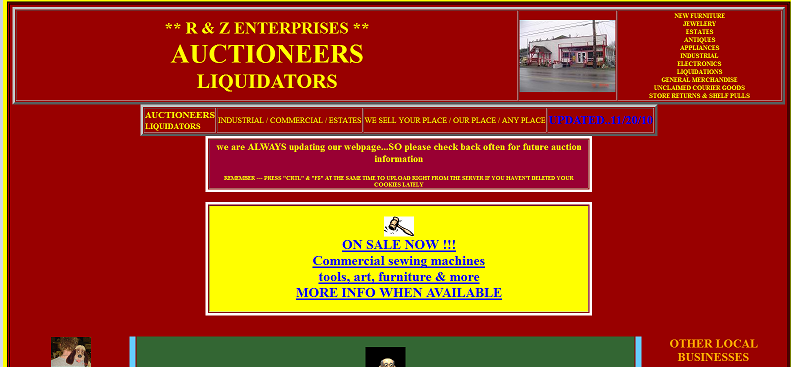 ** R & Z ENTERPRISES **
AUCTIONEERS
LIQUIDATORS
NEW FURNITURE
JEWELERY
ESTATES
ANTIQUES
APPLIANCES
INDUSTRIAL
ELECTRONICS
LIQUIDATIONS
GENERAL MERCHANDISE
UNCLAIMED COURIER GOODS
STORE RETURNS & SHELF PULLS
AUCTIONEERS
LIQUIDATORS
INDUSTRIAL / COMMERCIAL / ESTATES
WE SELL YOUR PLACE / OUR PLACE / ANY PLACE
UPDATED. 11/20/10
we are ALWAYS updating our webpage...SO please check back often for future auction
information
REMEMBER --- PRESS "CRTL" & "F5" AT THE SAME TIME TO UPLOAD RIGHT FROM THE SERVER IF YOU HAVEN'T DELETED YOUR
COOKIES LATELY
ON SALE NOW !!!
Commercial sewing machines
tools, art, furniture & more
MORE INFO WHEN AVAILABLE
OTHER LOCAL
BUSINESSES